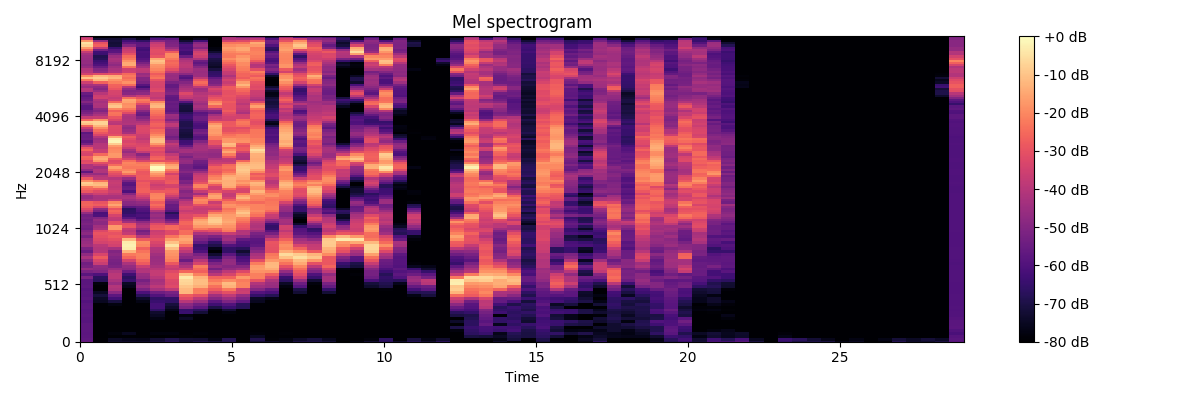 Mel spectrogram
+0 dB
8192
-10 dB
4096
-20 dB
-30 dB
Hz
2048
-40 dB
1024
-50 dB
512
-60 dB
-70 dB
0
-80 dB
0 5 10 15 20 25
Time